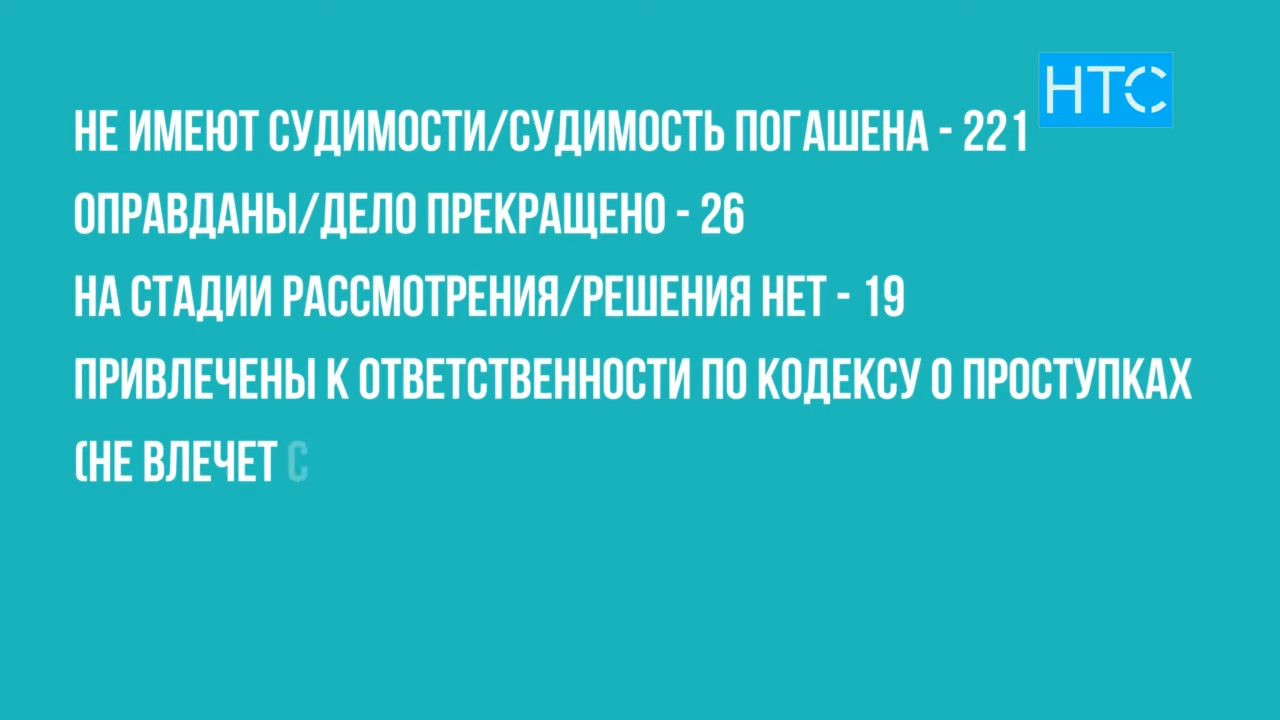 НТС
НЕ ИМЕЮТ СУДИМОСТИ/СУДИМОСТЬ ПОГАШЕНА - 221
ОПРАВДАНЫ/ДЕЛО ПРЕКРАЩЕНО - 26
НА СТАДИИ РАССМОТРЕНИЯ/РЕШЕНИЯ НЕТ - 19
ПРИВЛЕЧЕНЫ К ОТВЕТСТВЕННОСТИ ПО КОДЕКСУ О ПРОСТУПКАХ
(НЕ ВЛЕЧЕТ С